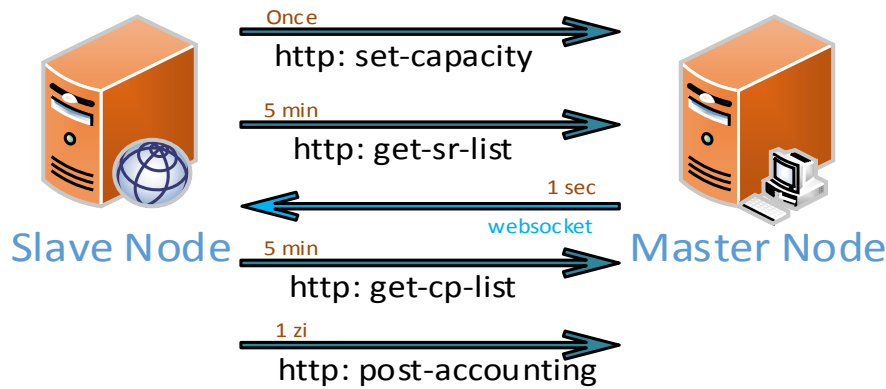 Once
http: set-capacity
5 min
http: get-sr-list
1 sec
websocket
Slave Node
Master Node
5 min
http: get-cp-list
1 zi
http: post-accounting